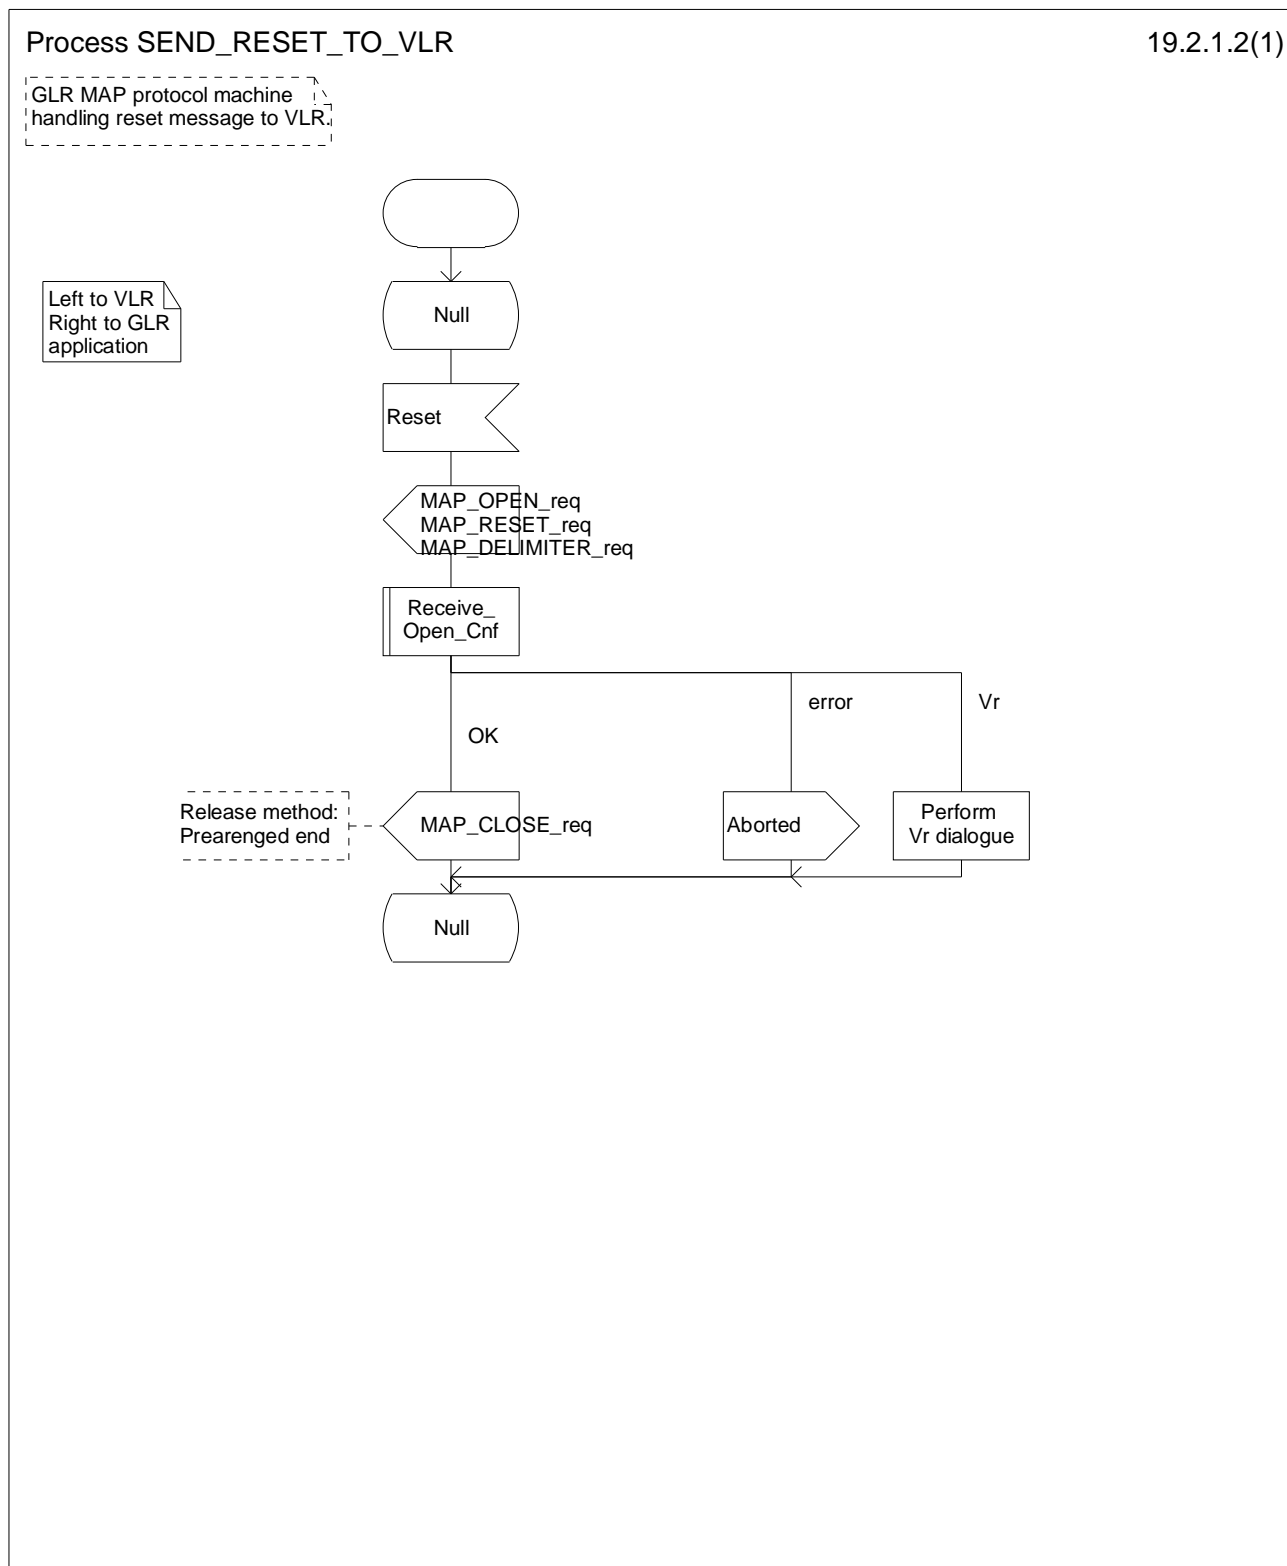 Process SEND_RESET_TO_VLR
19.2.1.2(1)
GLR MAP protocol machine
handling reset message to VLR.
Left to VLR
Right to GLR
application
Null
Reset
MAP_OPEN_req
MAP_RESET_req
MAP_DELIMITER_req
Receive_
Open_Cnf
error
Vr
OK
Release method:
Prearenged end
MAP_CLOSE_req
Aborted
Perform
Vr dialogue
Null